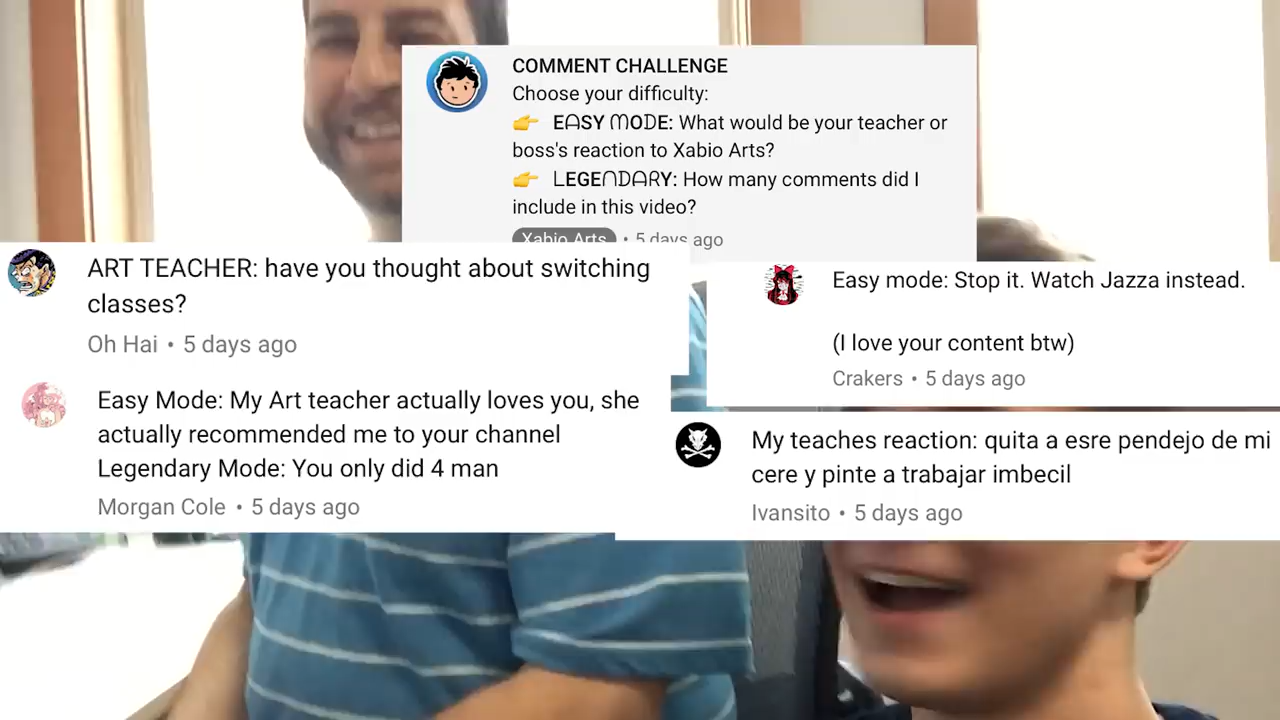 COMMENT CHALLENGE
Choose your difficulty:
👉 EASY MODE: What would be your teacher or
boss's reaction to Xabio Arts?
👉 LEGENDARY: How many comments did I
include in this video?
Xabio Arts • 5 days ago
ART TEACHER: have you thought about switching
classes?
Oh Hai • 5 days ago
Easy mode: Stop it. Watch Jazza instead.
(I love your content btw)
Crakers • 5 days ago
Easy Mode: My Art teacher actually loves you, she
actually recommended me to your channel
Legendary Mode: You only did 4 man
Morgan Cole • 5 days ago
My teaches reaction: quita a esre pendejo de mi
cere y pinte a trabajar imbecil
Ivansito • 5 days ago